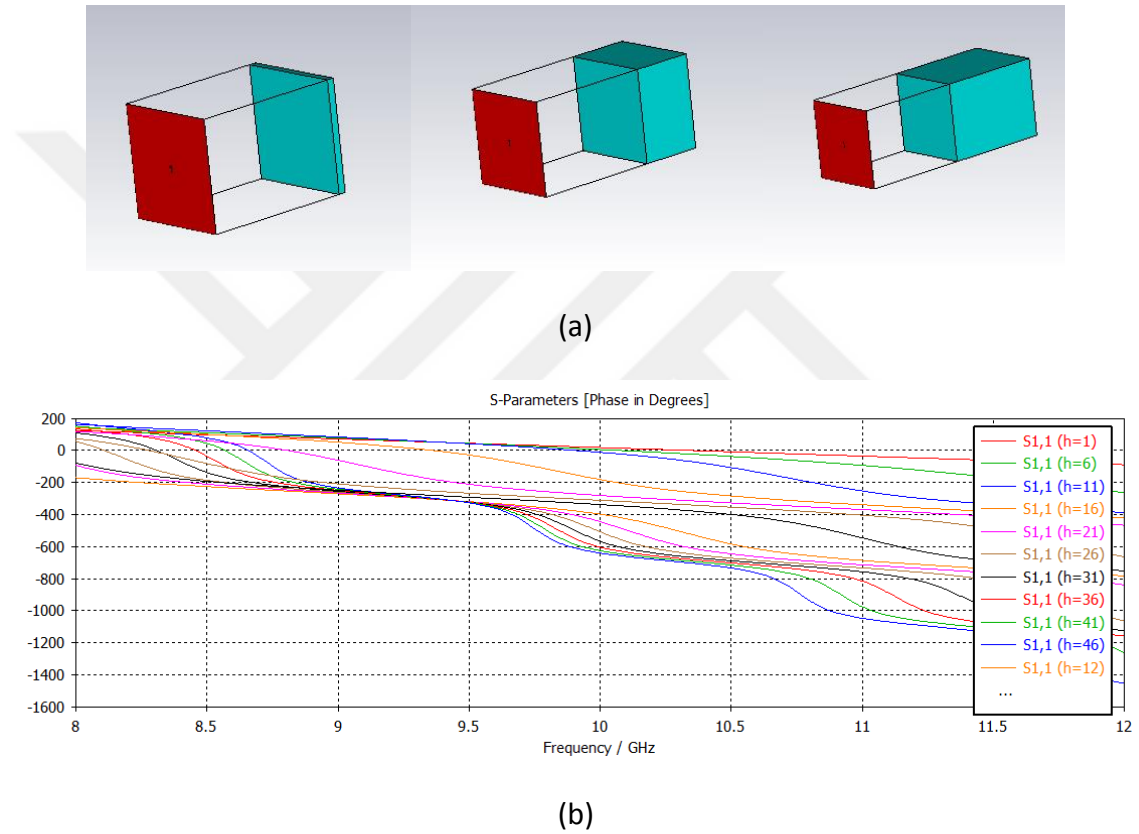 1
1
1
(a)
S-Parameters [Phase in Degrees]
200
0
-200
-400
-600
-800
-1000
-1200
-1400
-1600
8
8.5
9
9.5
10
10.5
11
11.5
12
Frequency / GHz
S1,1 (h=1)
S1,1 (h=6)
S1,1 (h=11)
S1,1 (h=16)
S1,1 (h=21)
S1,1 (h=26)
S1,1 (h=31)
S1,1 (h=36)
S1,1 (h=41)
S1,1 (h=46)
S1,1 (h=12)
...
(b)